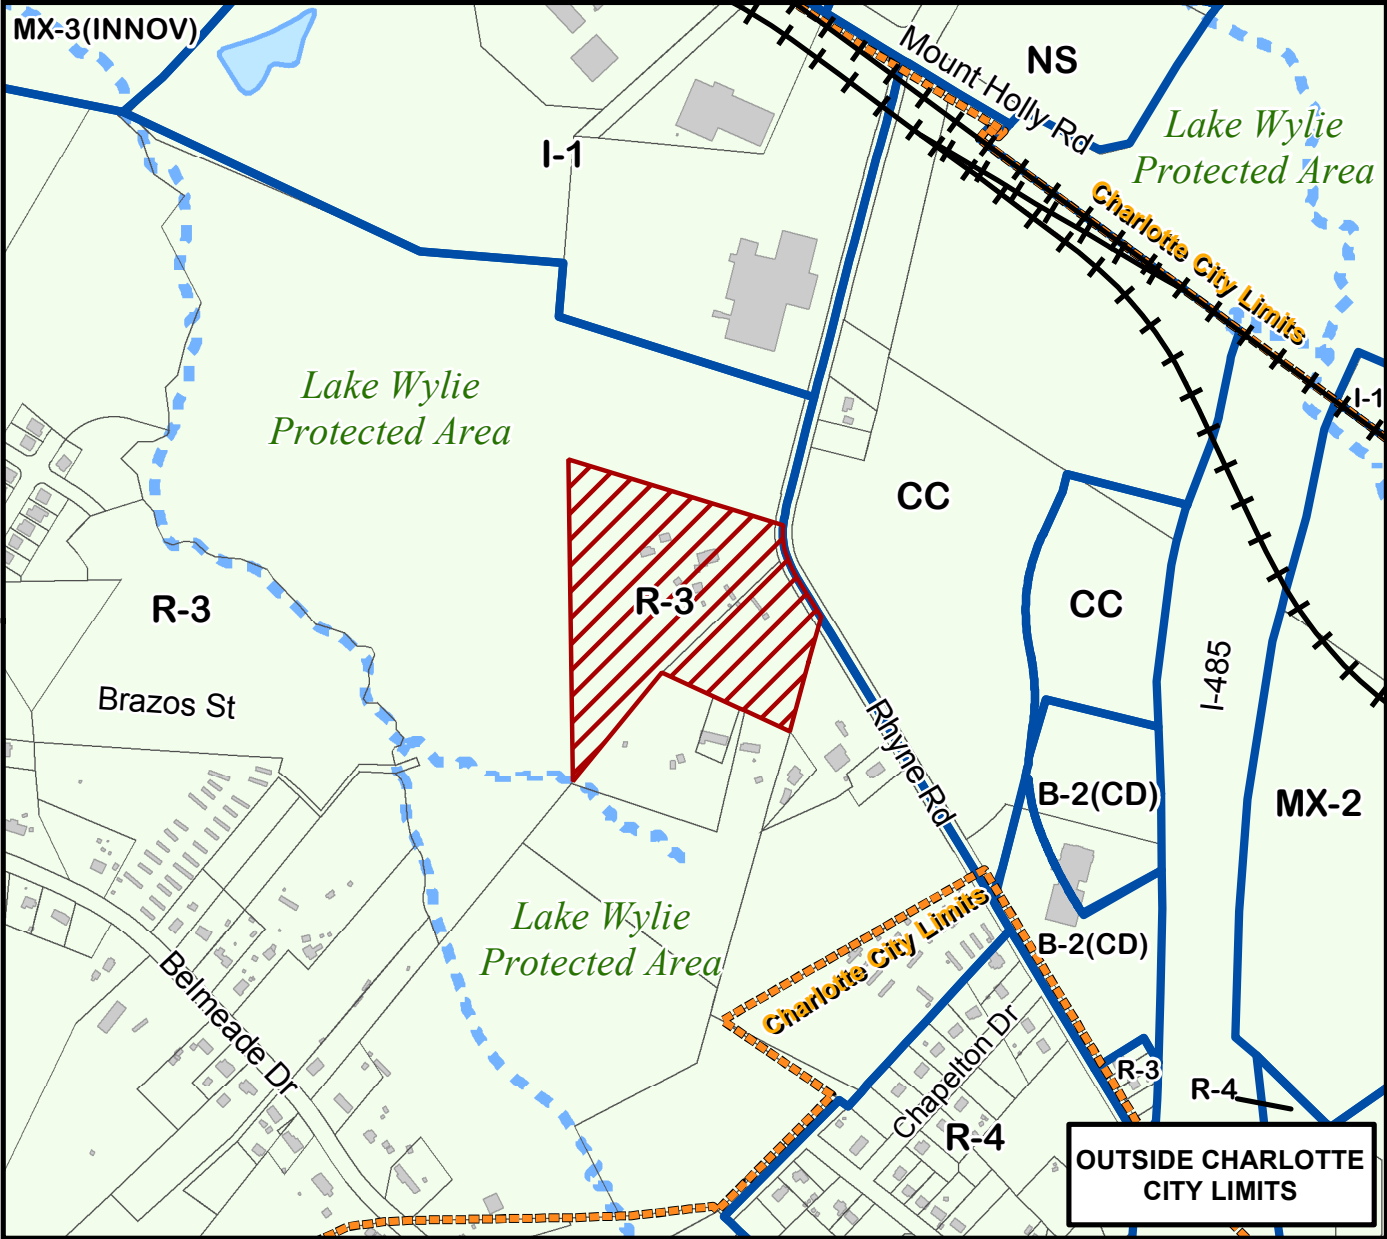 MX-3(INNOV)
NS
Mount Holly Rd
Lake Wylie
Protected Area
I-1
Charlotte City Limits
Lake Wylie
Protected Area
I-1
CC
R-3
R-3
CC
I-485
Brazos St
Rhyne Rd
B-2(CD)
MX-2
Lake Wylie
Protected Area
Charlotte City Limits
B-2(CD)
Belmeade Dr
Chapelton Dr
R-3
R-4
R-4
OUTSIDE CHARLOTTE
CITY LIMITS